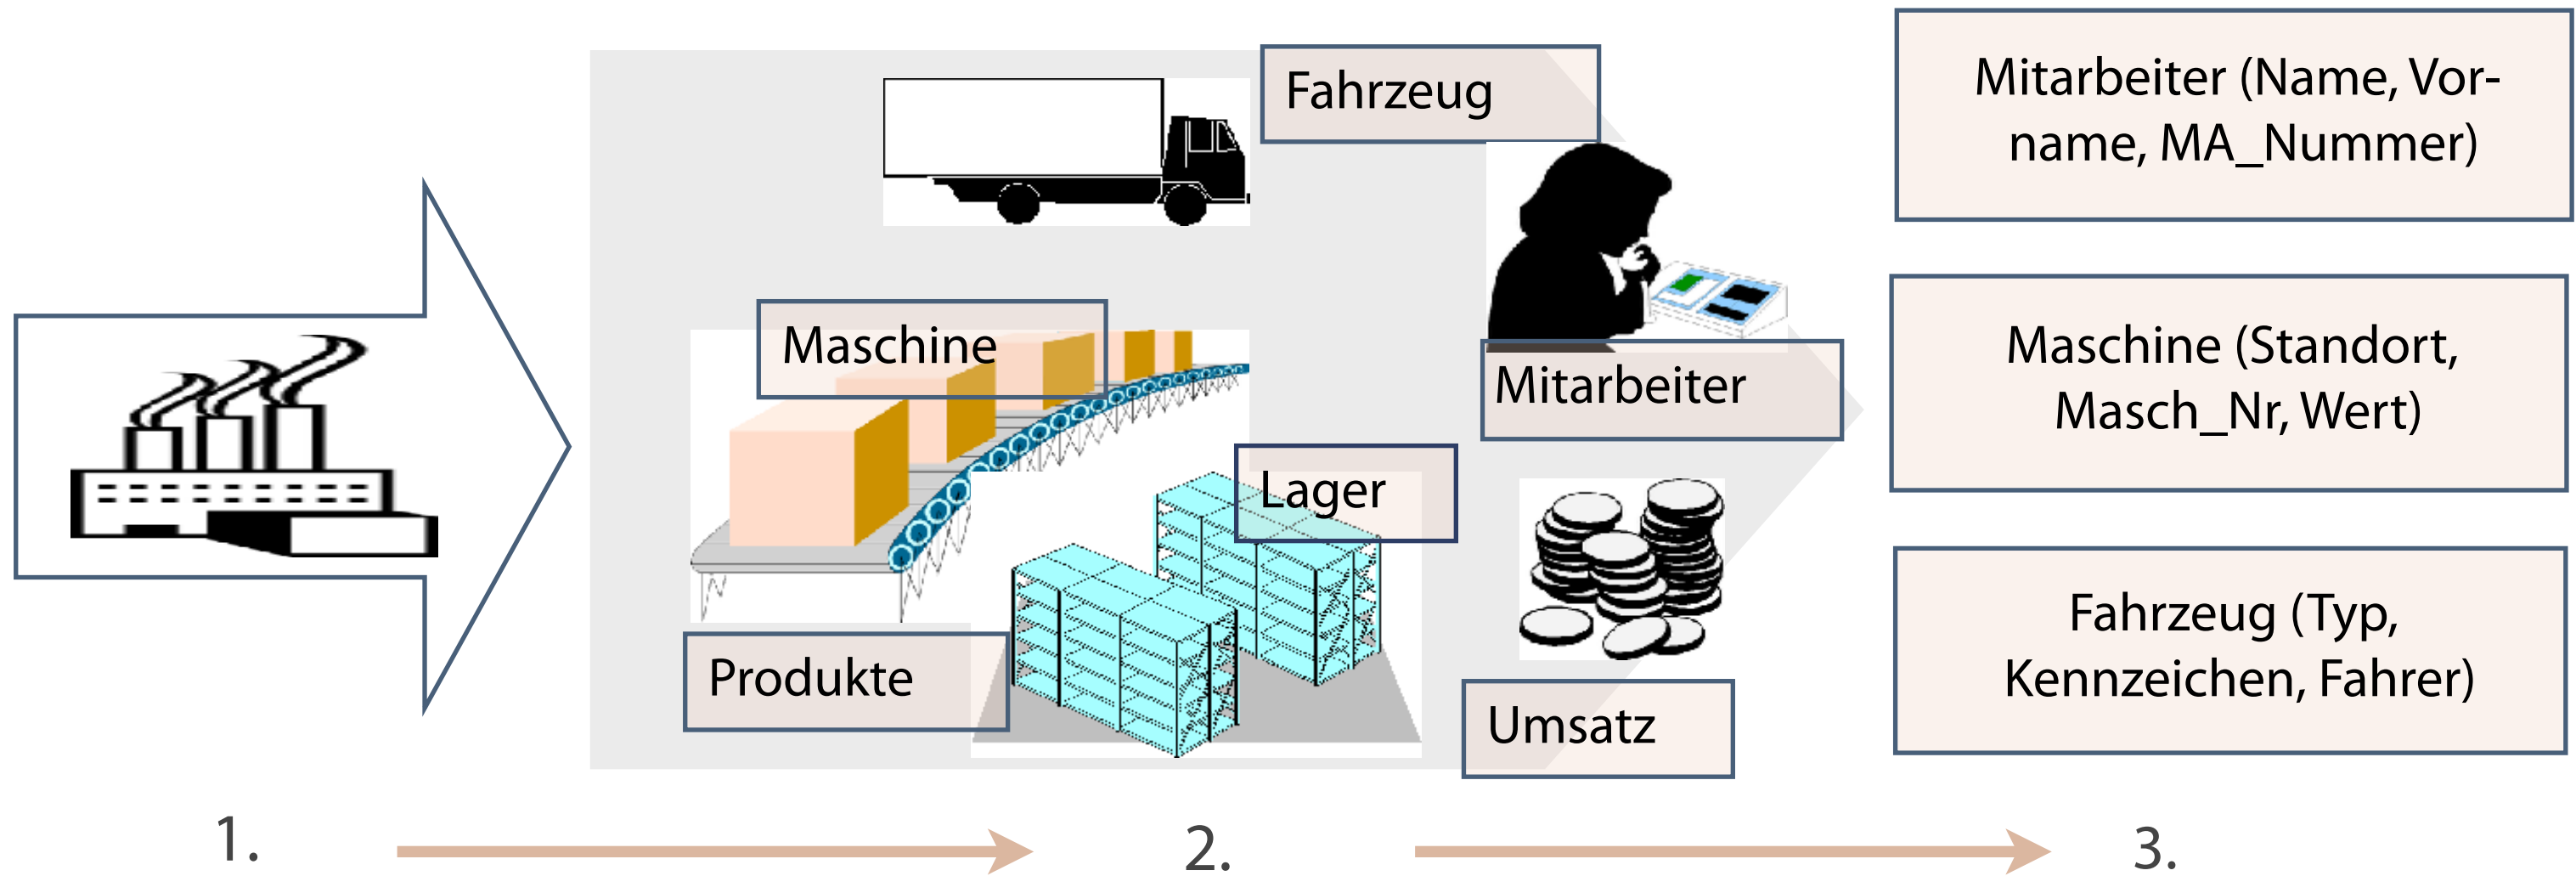 Fahrzeug
Maschine
Mitarbeiter
Lager
Produkte
Umsatz
Mitarbeiter (Name, Vor-
name, MA_Nummer)
Maschine (Standort,
Masch_Nr, Wert)
Fahrzeug (Typ,
Kennzeichen, Fahrer)
1.
2.
3.